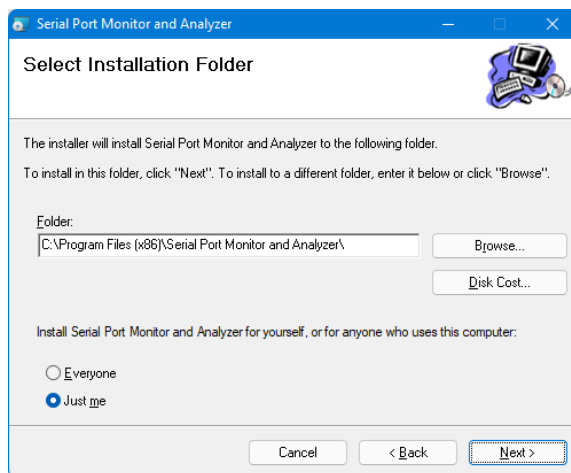 Serial Port Monitor and Analyzer
Select Installation Folder
The installer will install Serial Port Monitor and Analyzer to the following folder.
To install in this folder, click "Next". To install to a different folder, enter it below or click "Browse".
Folder:
C:\Program Files (x86)\Serial Port Monitor and Analyzer\
Browse...
Disk Cost...
Install Serial Port Monitor and Analyzer for yourself, or for anyone who uses this computer:
Everyone
Just me
Cancel
< Back
Next >